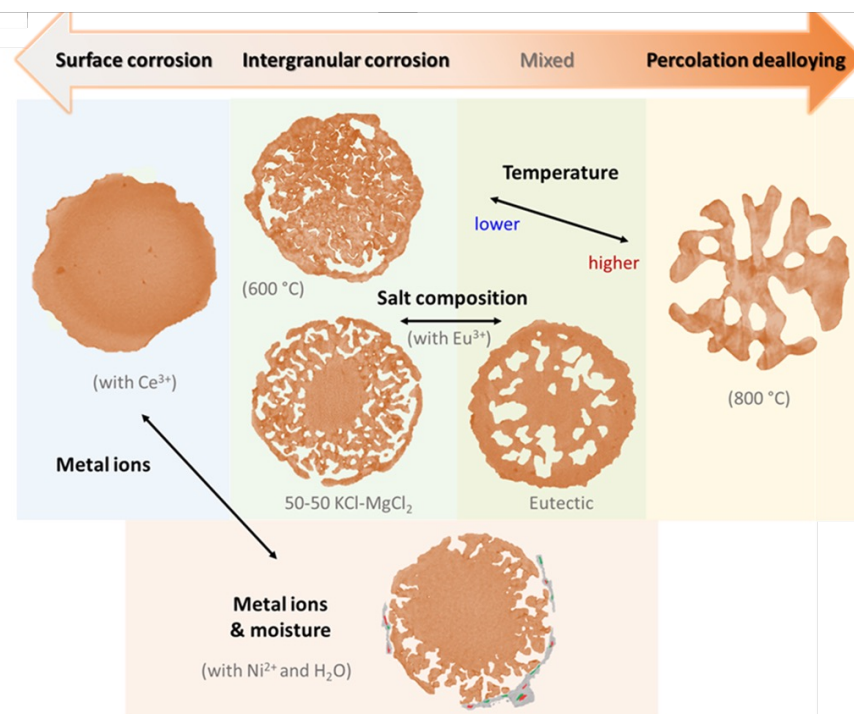 Surface corrosion
Intergranular corrosion
Mixed
Percolation dealloying
Temperature
lower
higher
(600 °C)
Salt composition
(with Eu³⁺)
(with Ce³⁺)
(800 °C)
Metal ions
50-50 KCl-MgCl₂
Eutectic
Metal ions
& moisture
(with Ni²⁺ and H₂O)